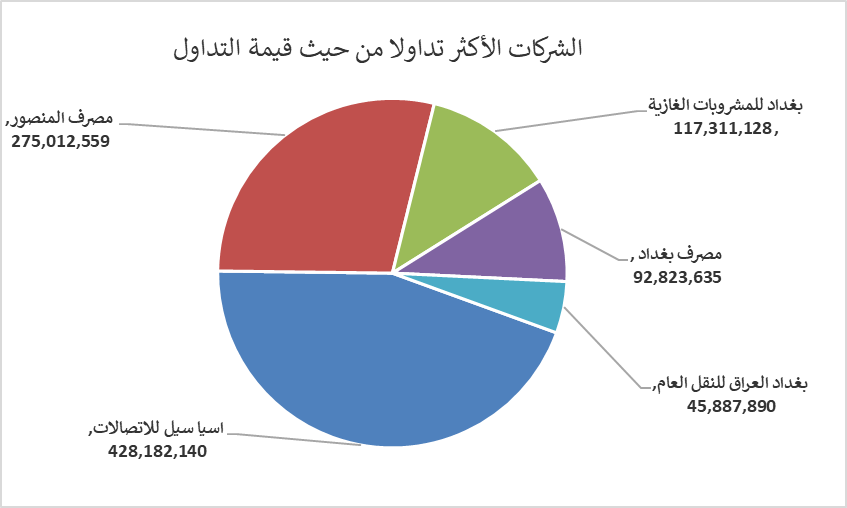 الشركات الأكثر تداولا من حيث قيمة التداول
بغداد للمشروبات الغازية
117,311,128 ,
مصرف المنصور,
275,012,559
مصرف بغداد ,
92,823,635
بغداد العراق للنقل العام,
45,887,890
اسيا سيل للاتصالات,
428,182,140